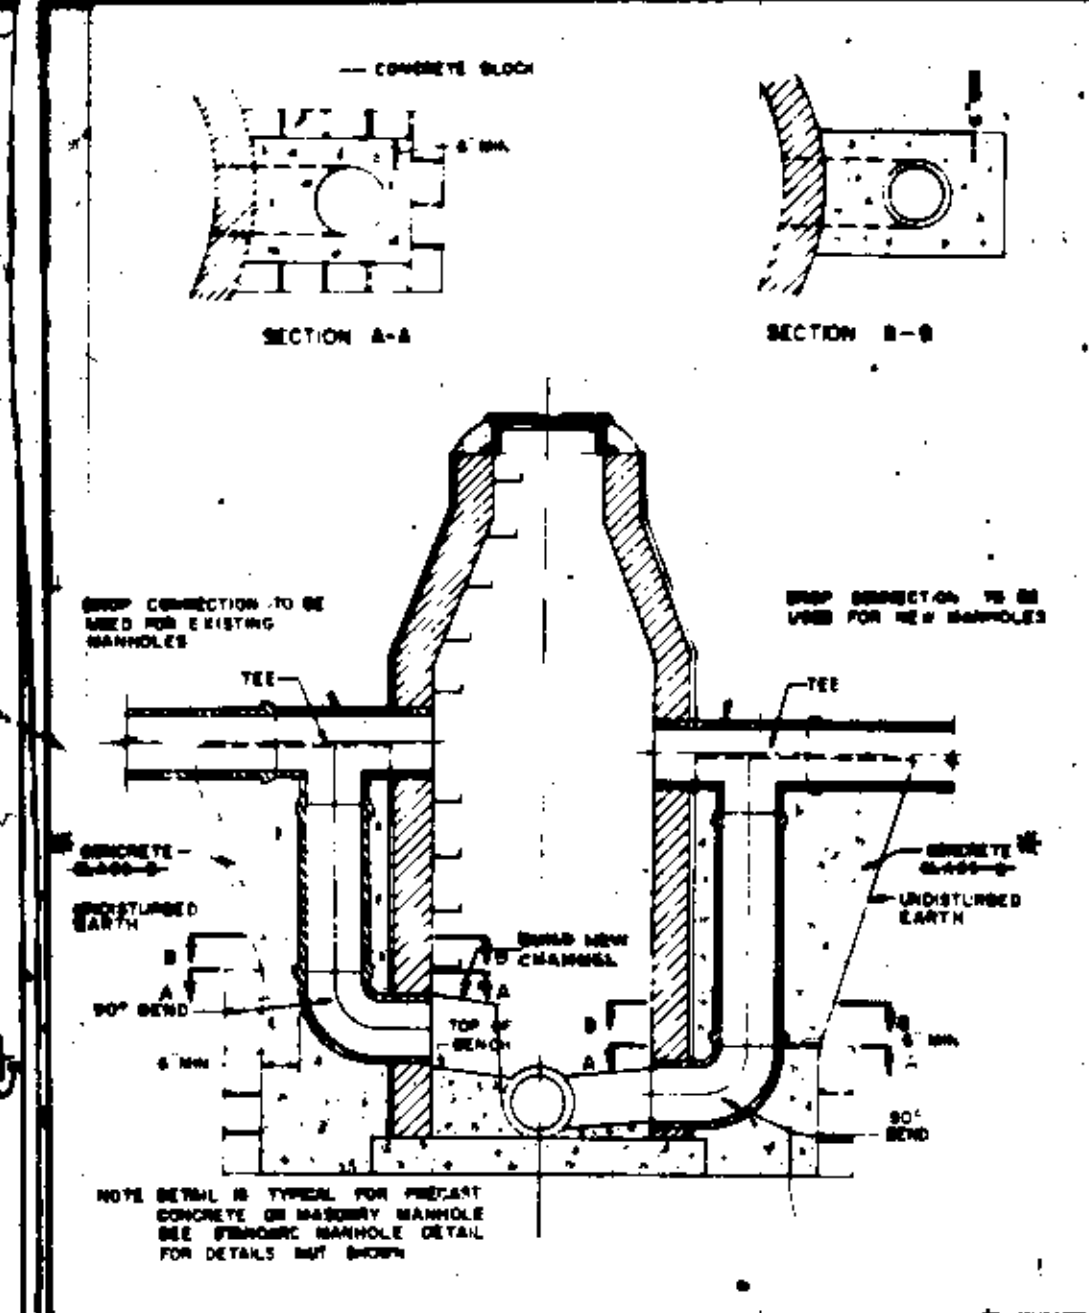 CONCRETE BLOCK
6" MIN.
SECTION A-A
SECTION B-B
DROP CONNECTION TO BE
USED FOR EXISTING
MANHOLES
DROP CONNECTION TO BE
USED FOR NEW MANHOLES
TEE
TEE
CONCRETE
CLASS B
CONCRETE
UNDISTURBED
EARTH
UNDISTURBED
EARTH
B
A
BUILD NEW
CHANNEL
A
90° BEND
TOP OF
BENCH
B
B
6" MIN
6" MIN.
A
90°
BEND
NOTE DETAIL IS TYPICAL FOR PRECAST
CONCRETE OR MASONRY MANHOLE
SEE STANDARD MANHOLE DETAIL
FOR DETAILS NOT SHOWN